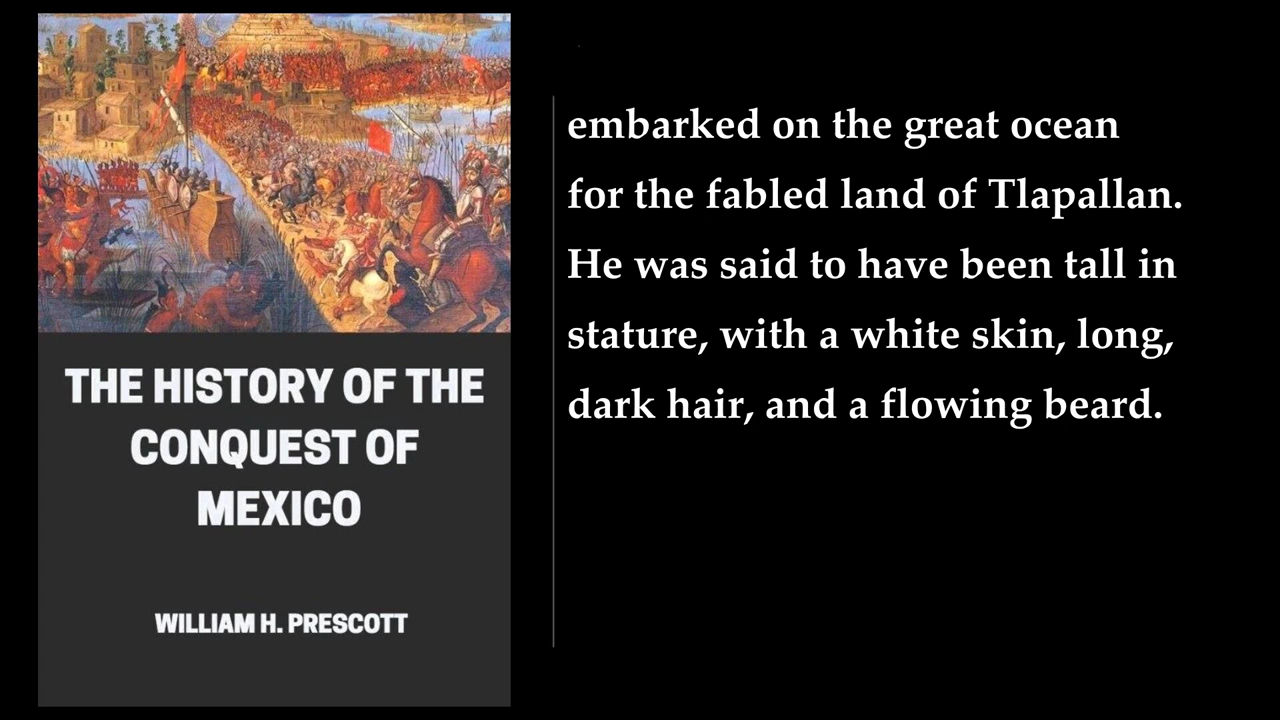 THE HISTORY OF THE
CONQUEST OF
MEXICO
WILLIAM H. PRESCOTT
embarked on the great ocean
for the fabled land of Tlapallan.
He was said to have been tall in
stature, with a white skin, long,
dark hair, and a flowing beard.